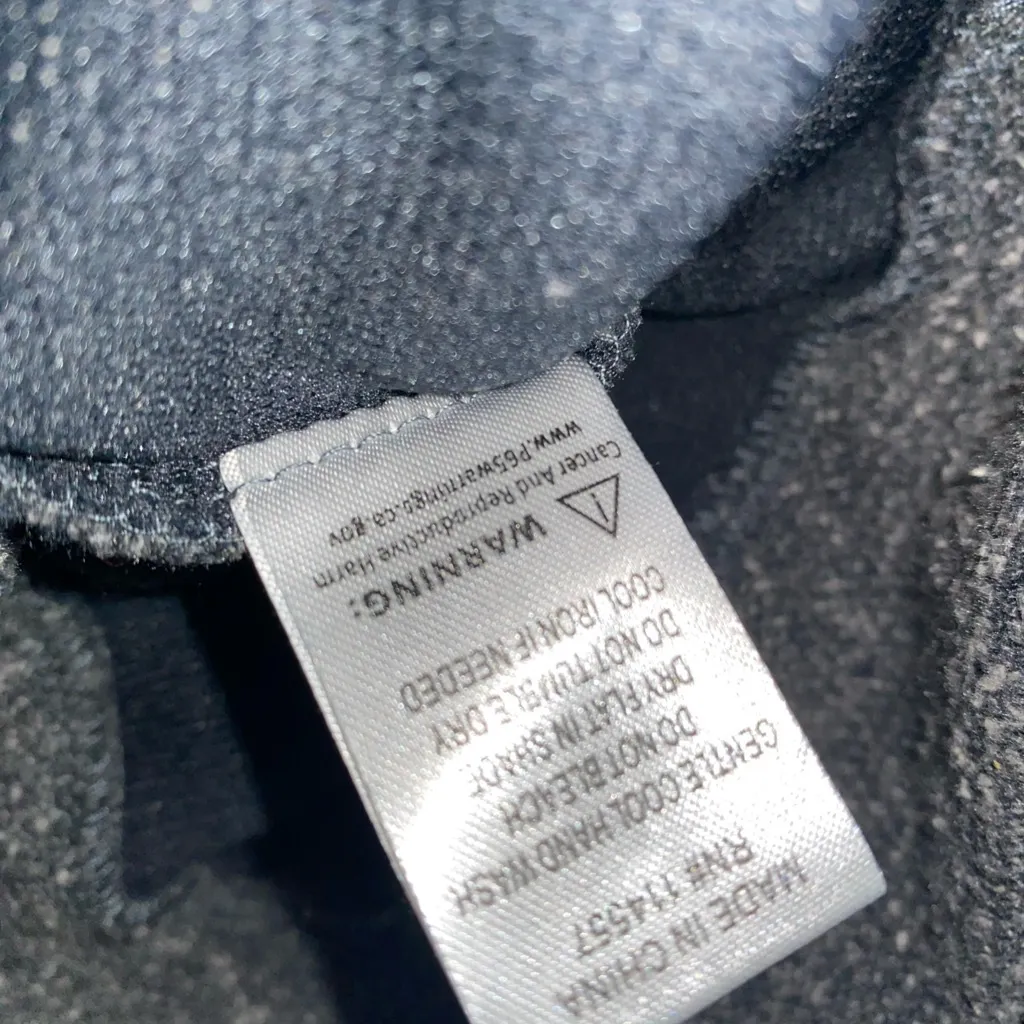 MADE IN CHINA
RN# 114557
GENTLE COOL HAND WASH
DO NOT BLEACH
DRY FLAT IN SHADE
DO NOT TUMBLE DRY
COOL IRON IF NEEDED
WARNING:
Cancer And Reproductive Harm
www.P65warnings.ca.gov